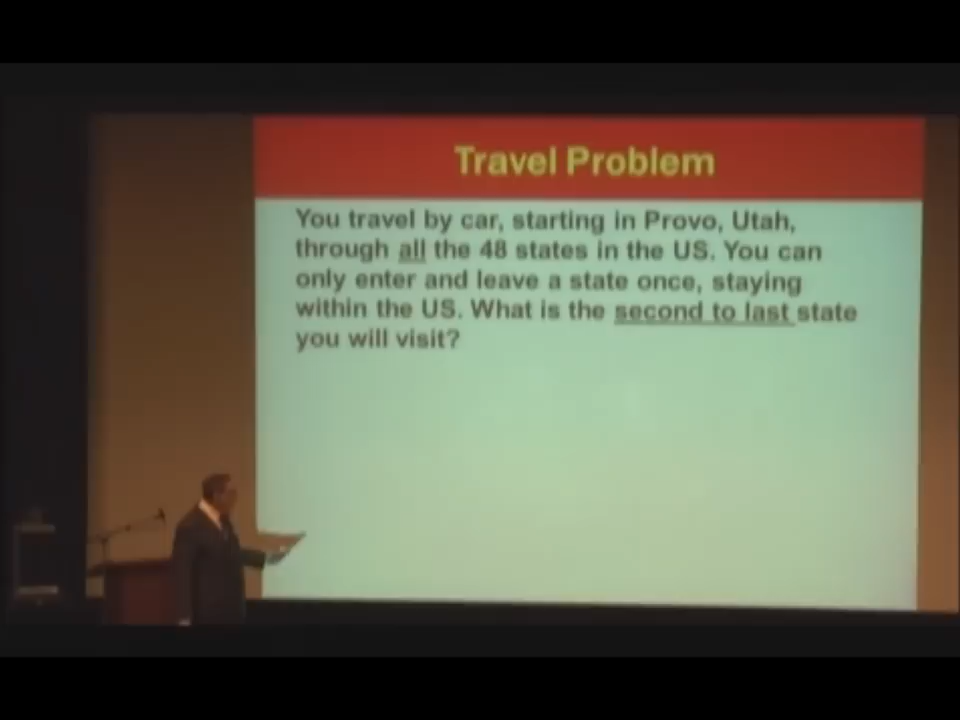 Travel Problem
You travel by car, starting in Provo, Utah,
through all the 48 states in the US. You can
only enter and leave a state once, staying
within the US. What is the second to last state
you will visit?